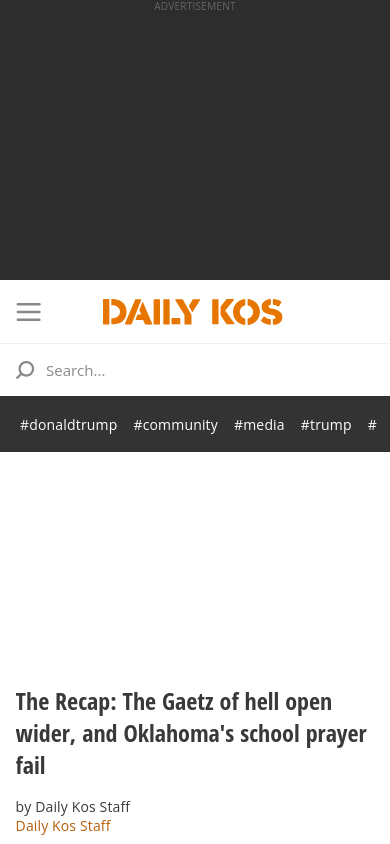 ADVERTISEMENT
DAILY KOS
Search...
#donaldtrump #community #media #trump #
The Recap: The Gaetz of hell open
wider, and Oklahoma's school prayer
fail
by Daily Kos Staff
Daily Kos Staff